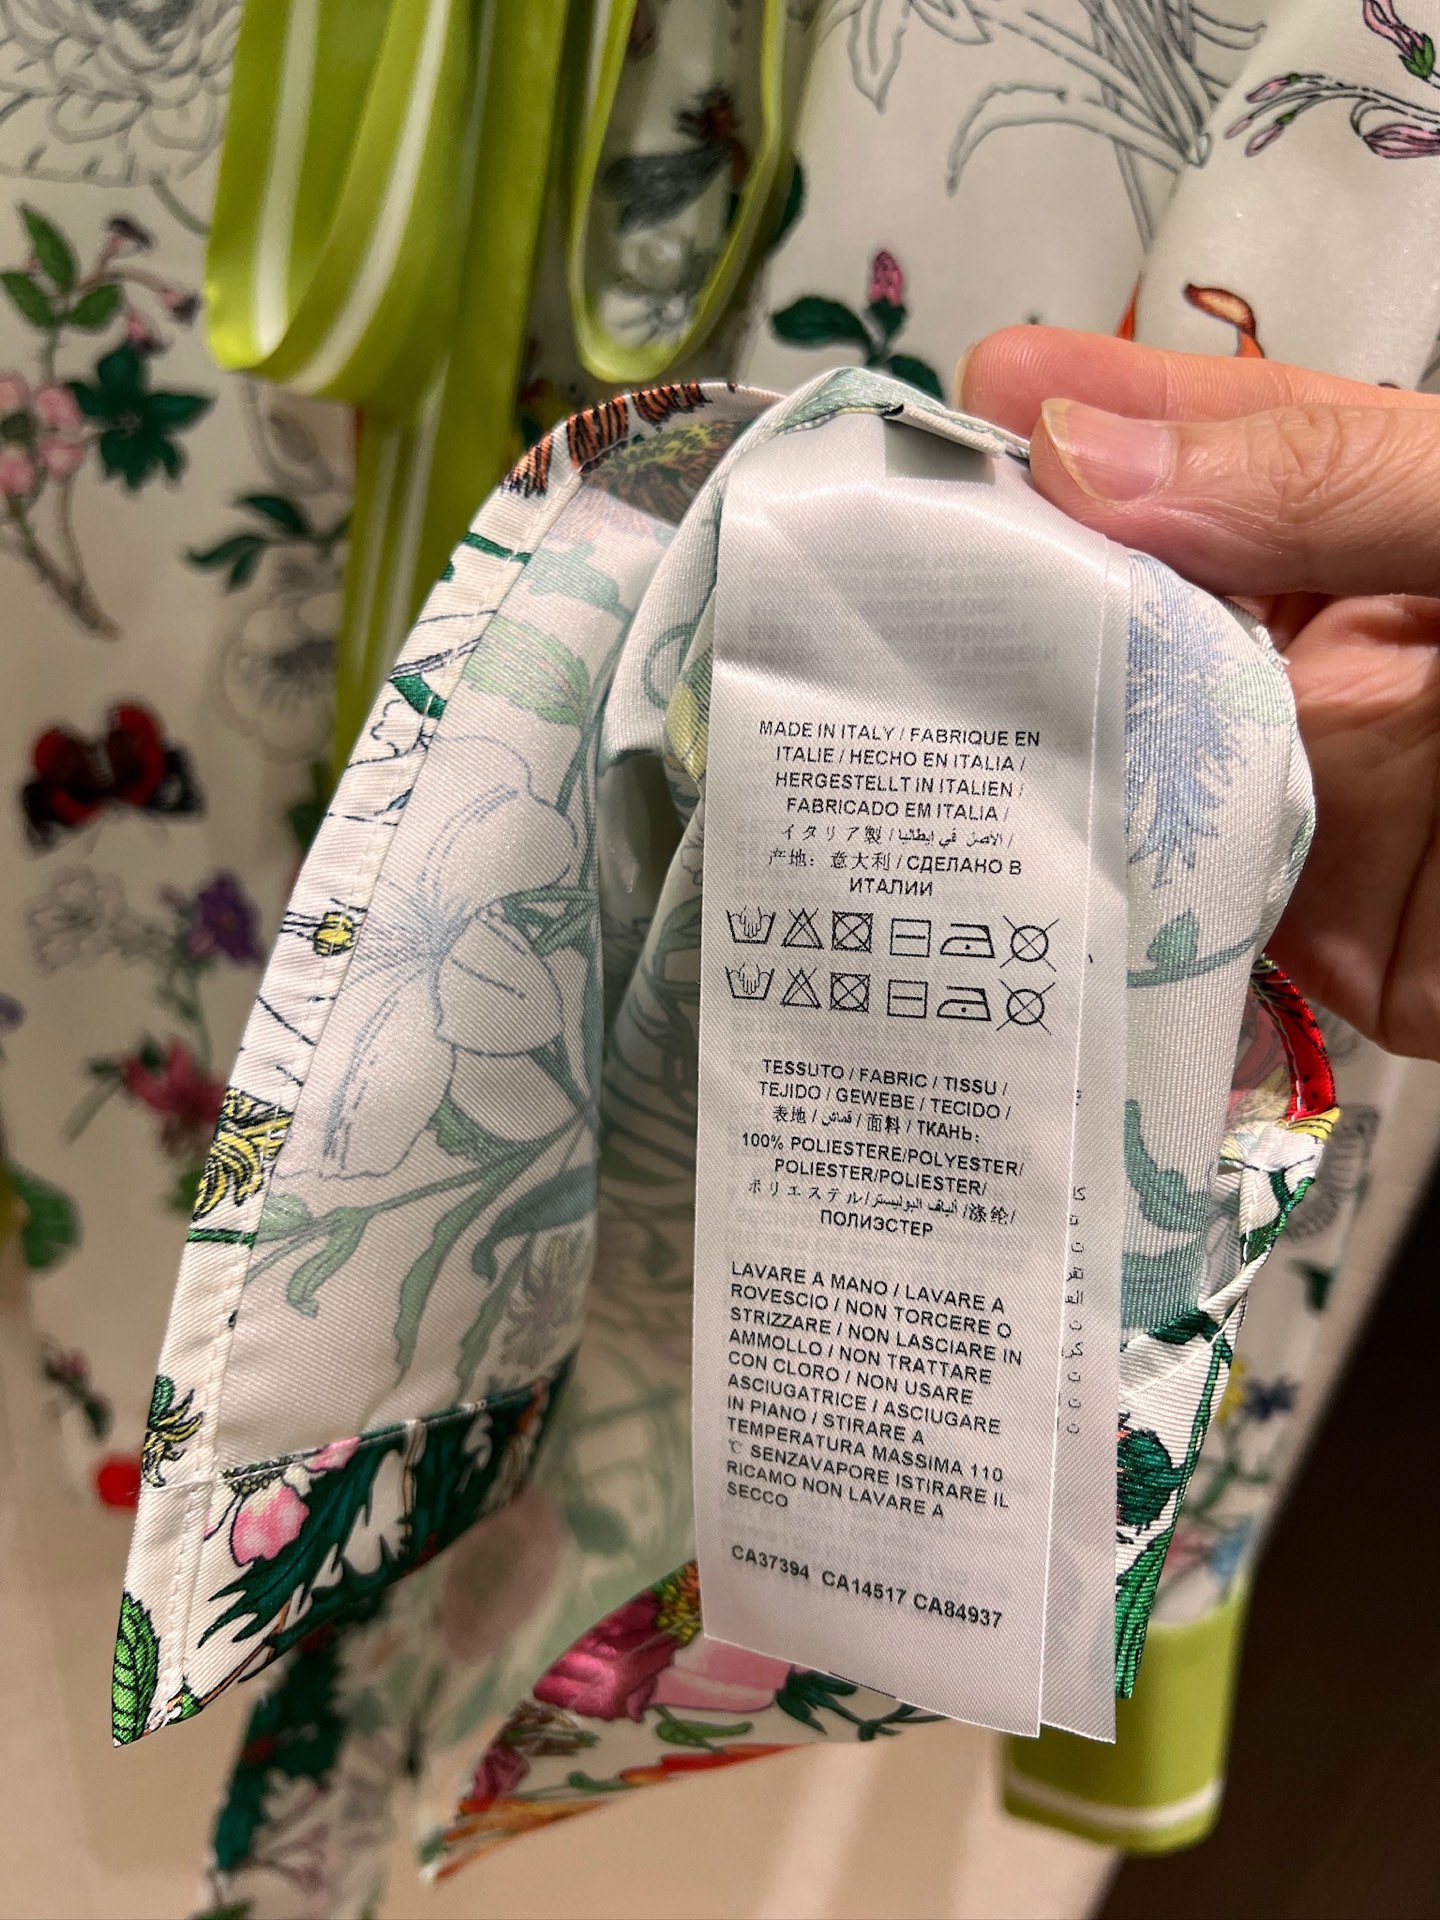 MADE IN ITALY / FABRIQUE EN
ITALIE / HECHO EN ITALIA /
HERGESTELLT IN ITALIEN /
FABRICADO EM ITALIA /
イタリア製 / الأصل في إيطاليا /
产地：意大利 / СДЕЛАНО В
ИТАЛИИ
TESSUTO / FABRIC / TISSU /
TEJIDO / GEWEBE / TECIDO /
表地 / قماش / 面料 / ТКАНЬ:
100% POLIESTERE/POLYESTER/
POLIESTER/POLIESTER/
ポリエステル/ألياف البوليستر/涤纶/
ПОЛИЭСТЕР
LAVARE A MANO / LAVARE A
ROVESCIO / NON TORCERE O
STRIZZARE / NON LASCIARE IN
AMMOLLO / NON TRATTARE
CON CLORO / NON USARE
ASCIUGATRICE / ASCIUGARE
IN PIANO / STIRARE A
TEMPERATURA MASSIMA 110
℃ SENZAVAPORE ISTIRARE IL
RICAMO NON LAVARE A
SECCO
CA37394 CA14517 CA84937